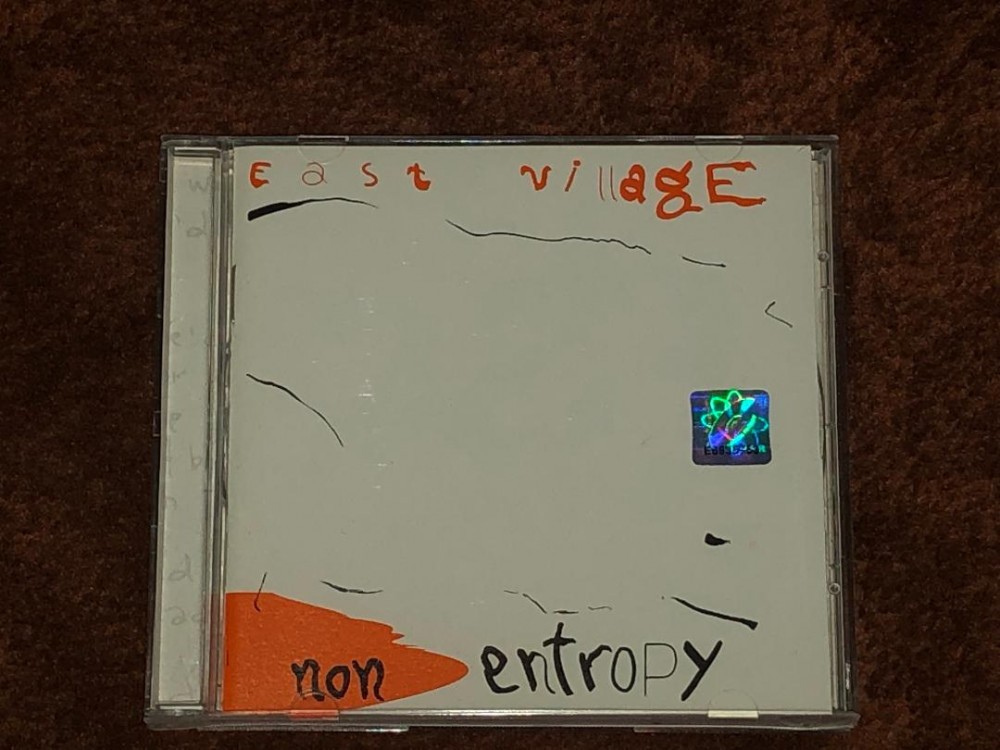 East villagE
non entropy